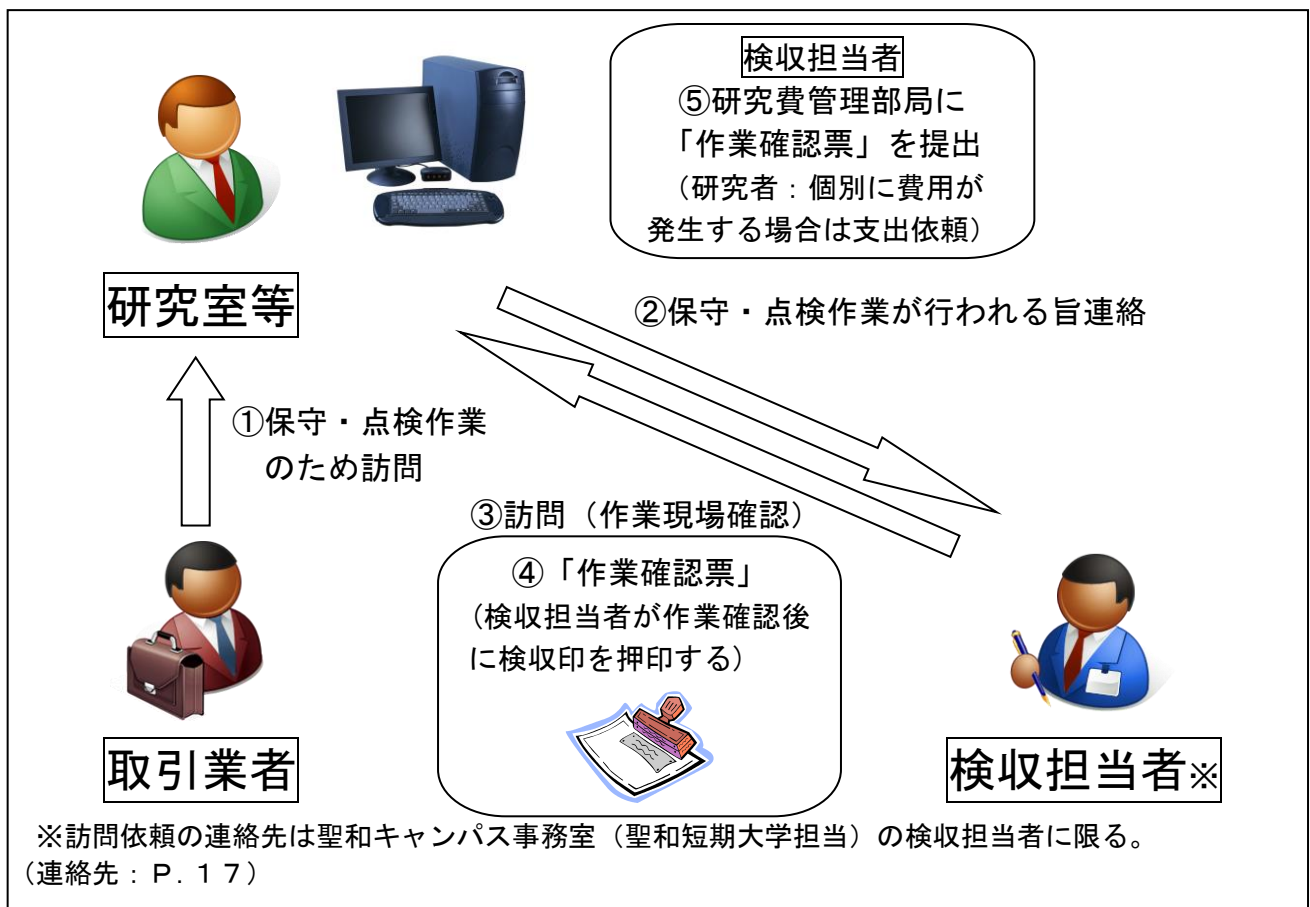 検収担当者
⑤研究費管理部局に
「作業確認票」を提出
（研究者：個別に費用が
発生する場合は支出依頼）
研究室等
②保守・点検作業が行われる旨連絡
①保守・点検作業
のため訪問
③訪問（作業現場確認）
④「作業確認票」
（検収担当者が作業確認後
に検収印を押印する）
取引業者
検収担当者※
※訪問依頼の連絡先は聖和キャンパス事務室（聖和短期大学担当）の検収担当者に限る。
（連絡先：Ｐ．１７）